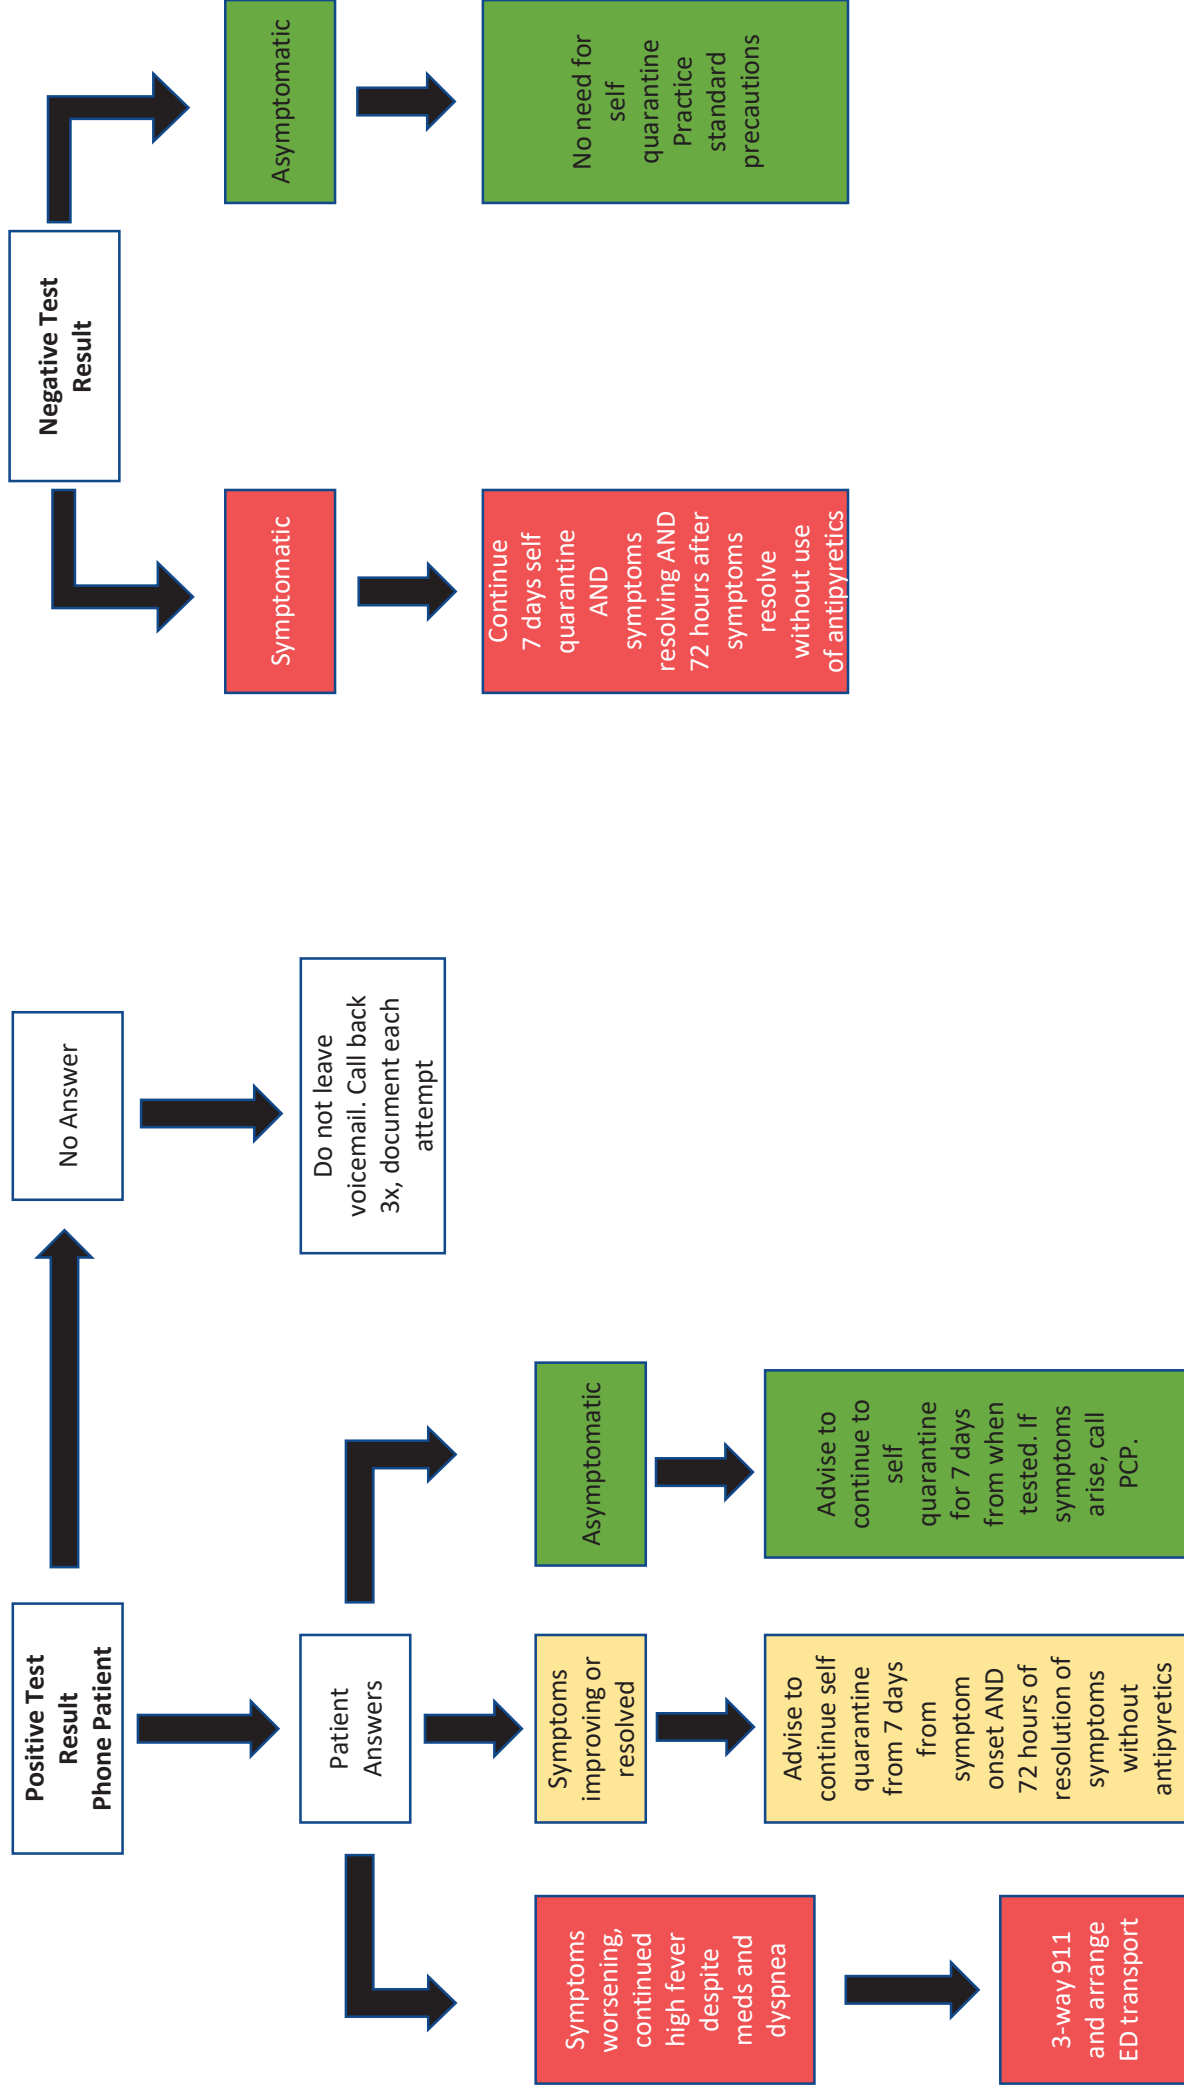 Positive Test
Result
Phone Patient
No Answer
Do not leave
voicemail. Call back
3x, document each
attempt
Patient
Answers
Symptoms
worsening,
continued
high fever
despite
meds and
dyspnea
3-way 911
and arrange
ED transport
Symptoms
improving or
resolved
Advise to
continue self
quarantine
from 7 days
from
symptom
onset AND
72 hours of
resolution of
symptoms
without
antipyretics
Asymptomatic
Advise to
continue to
self
quarantine
for 7 days
from when
tested. If
symptoms
arise, call
PCP.
Negative Test
Result
Symptomatic
Continue
7 days self
quarantine
AND
symptoms
resolving AND
72 hours after
symptoms
resolve
without use
of antipyretics
Asymptomatic
No need for
self
quarantine
Practice
standard
precautions